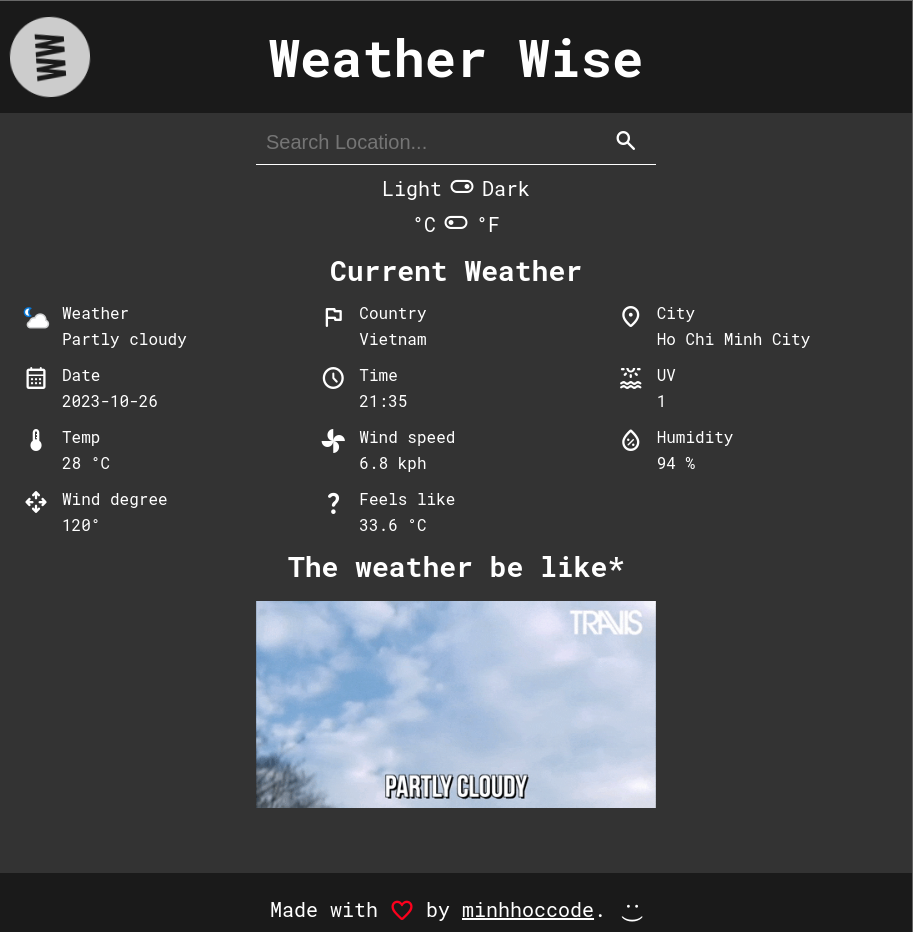 WW
Weather Wise
Search Location...
Light Dark
°C °F
Current Weather
Weather
Partly cloudy
Country
Vietnam
City
Ho Chi Minh City
Date
2023-10-26
Time
21:35
UV
1
Temp
28 °C
Wind speed
6.8 kph
Humidity
94 %
Wind degree
120°
Feels like
33.6 °C
The weather be like*
TRAVIS
PARTLY CLOUDY
Made with by minhhoccode.